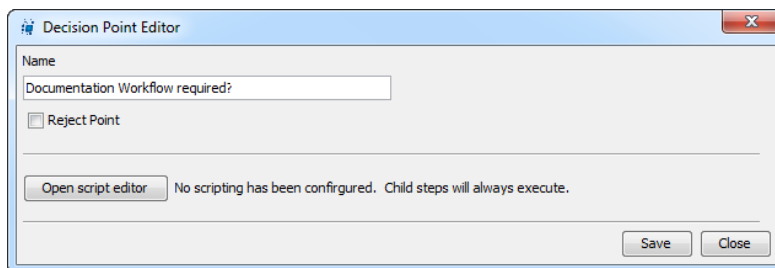 Decision Point Editor
Name
Documentation Workflow required?
Reject Point
Open script editor No scripting has been confirgured. Child steps will always execute.
Save Close